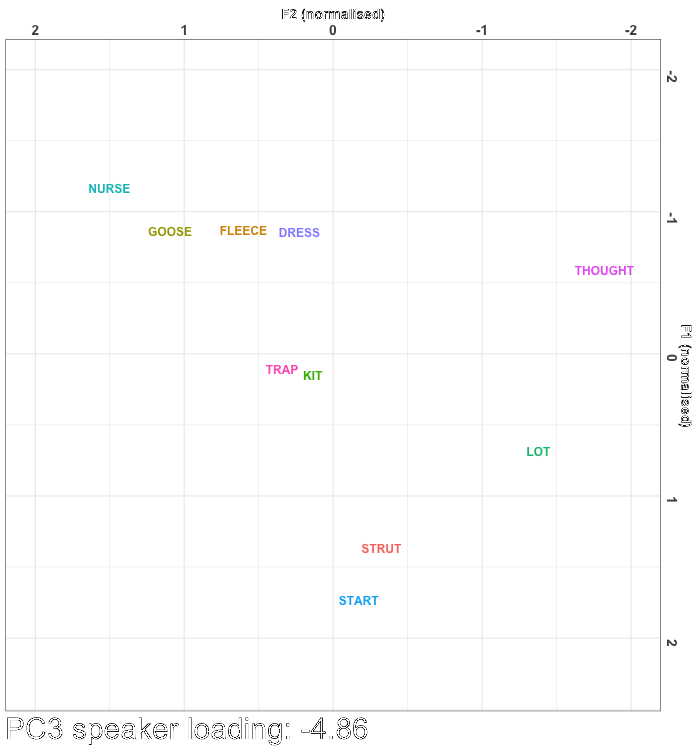 F2 (normalised)
2 1 0 -1 -2
-2
NURSE
-1
GOOSE FLEECE DRESS
THOUGHT
F1 (normalised)
0
TRAP KIT
LOT
1
STRUT
START
2
PC3 speaker loading: -4.86